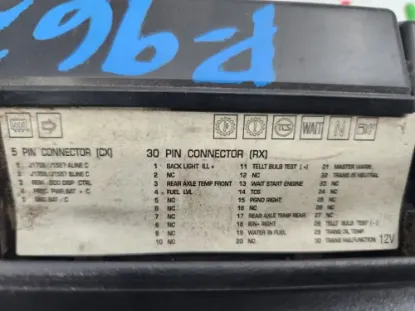 R-967
TCS WAIT N
5 PIN CONNECTOR (CX)
30 PIN CONNECTOR (RX)
1 BACK LIGHT ILL +
2 NC
3 REAR AXLE TEMP FRONT
4 FUEL LVL
5 NC
6 NC
7 NC
8 NC
9 NC
10 NC
11 TELLT BULB TEST (+)
12 NC
13 WAIT START ENGINE
14 TCS
15 PGND RIGHT
16 NC
17 REAR AXLE TEMP REAR
18 IGN+ RIGHT
19 WATER IN FUEL
20 NC
21 MASTER WARN
22 TRANS ID NEUTRAL
23 NC
24 NC
25 NC
26 NC
27 NC
28 TELLT BULB TEST (-)
29 TRANS OIL TEMP
30 TRANS MALFUNCTION
12V